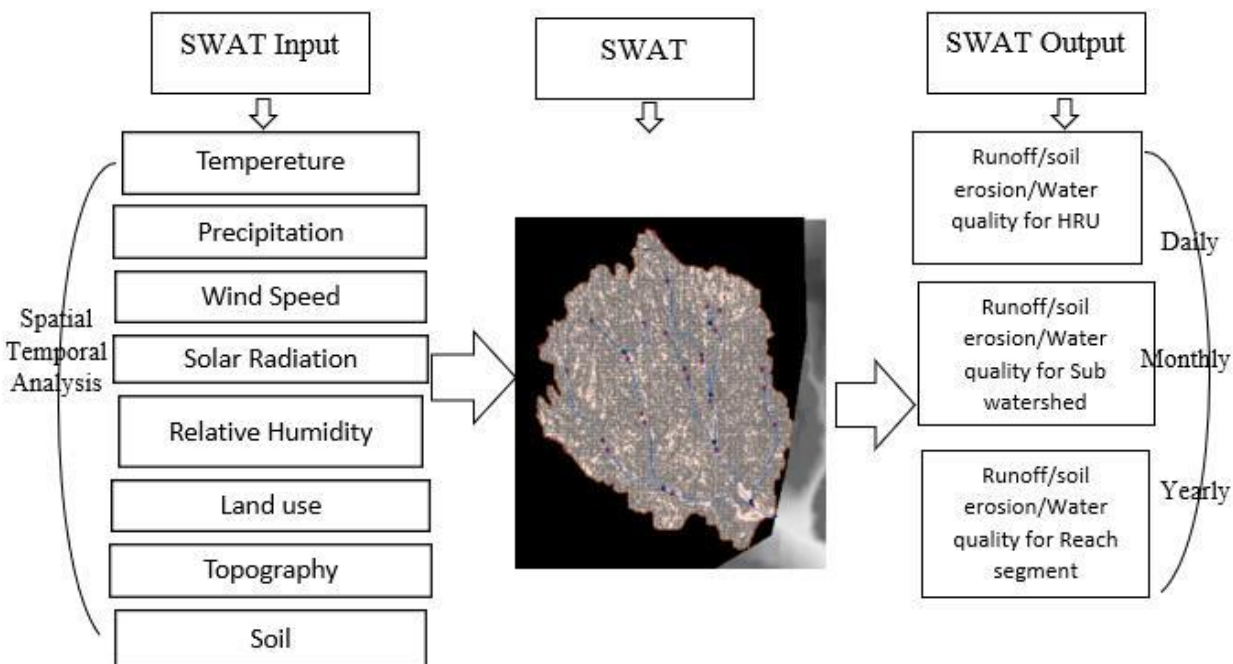 SWAT Input
SWAT
SWAT Output
Tempereture
Precipitation
Wind Speed
Solar Radiation
Relative Humidity
Land use
Topography
Soil
Spatial
Temporal
Analysis
Runoff/soil
erosion/Water
quality for HRU
Runoff/soil
erosion/Water
quality for Sub
watershed
Runoff/soil
erosion/Water
quality for Reach
segment
Daily
Monthly
Yearly